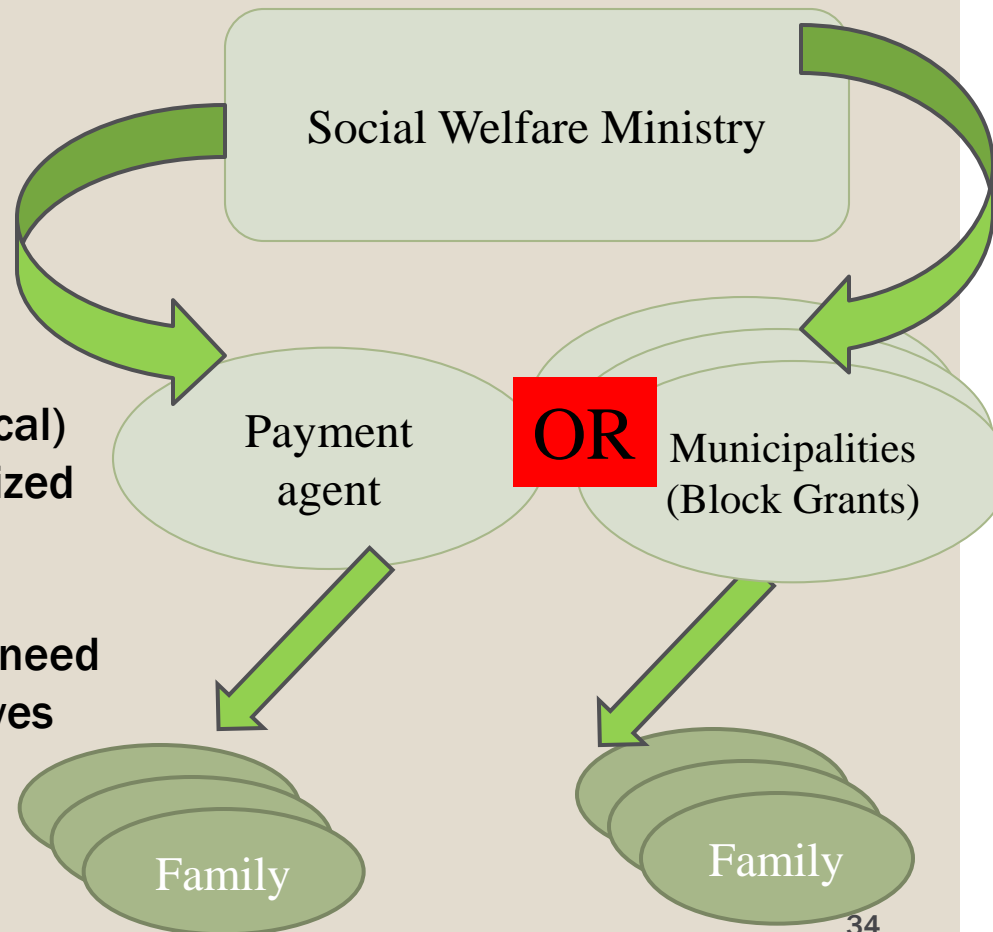 Social Welfare Ministry
cal)
ized
need
ves
Payment
agent
OR
Municipalities
(Block Grants)
Family
Family
34